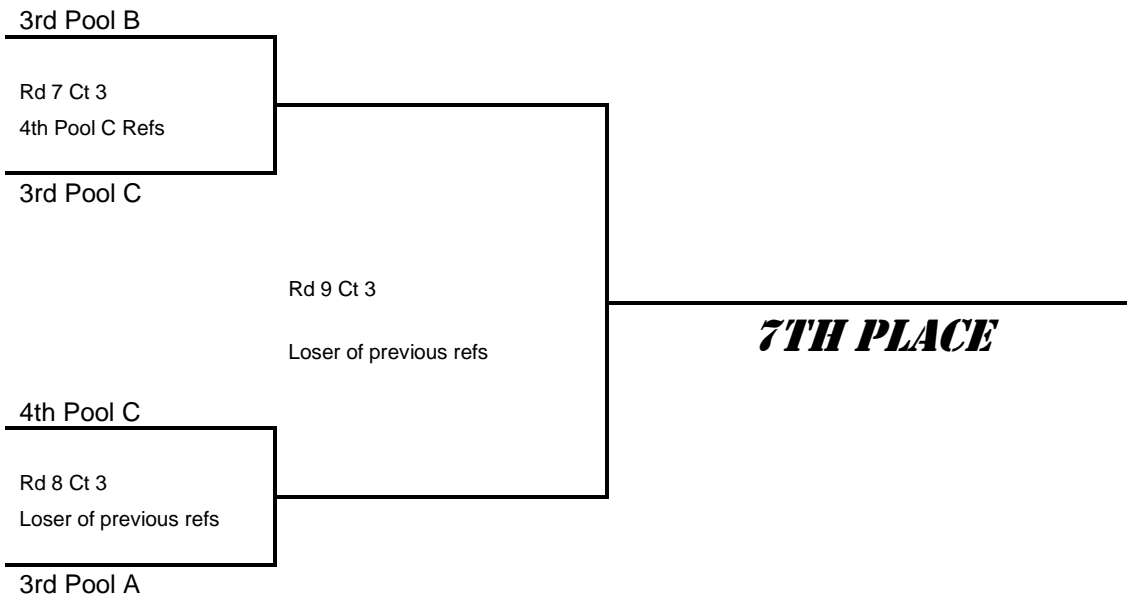 3rd Pool B
Rd 7 Ct 3
4th Pool C Refs
3rd Pool C
Rd 9 Ct 3
Loser of previous refs
7TH PLACE
4th Pool C
Rd 8 Ct 3
Loser of previous refs
3rd Pool A